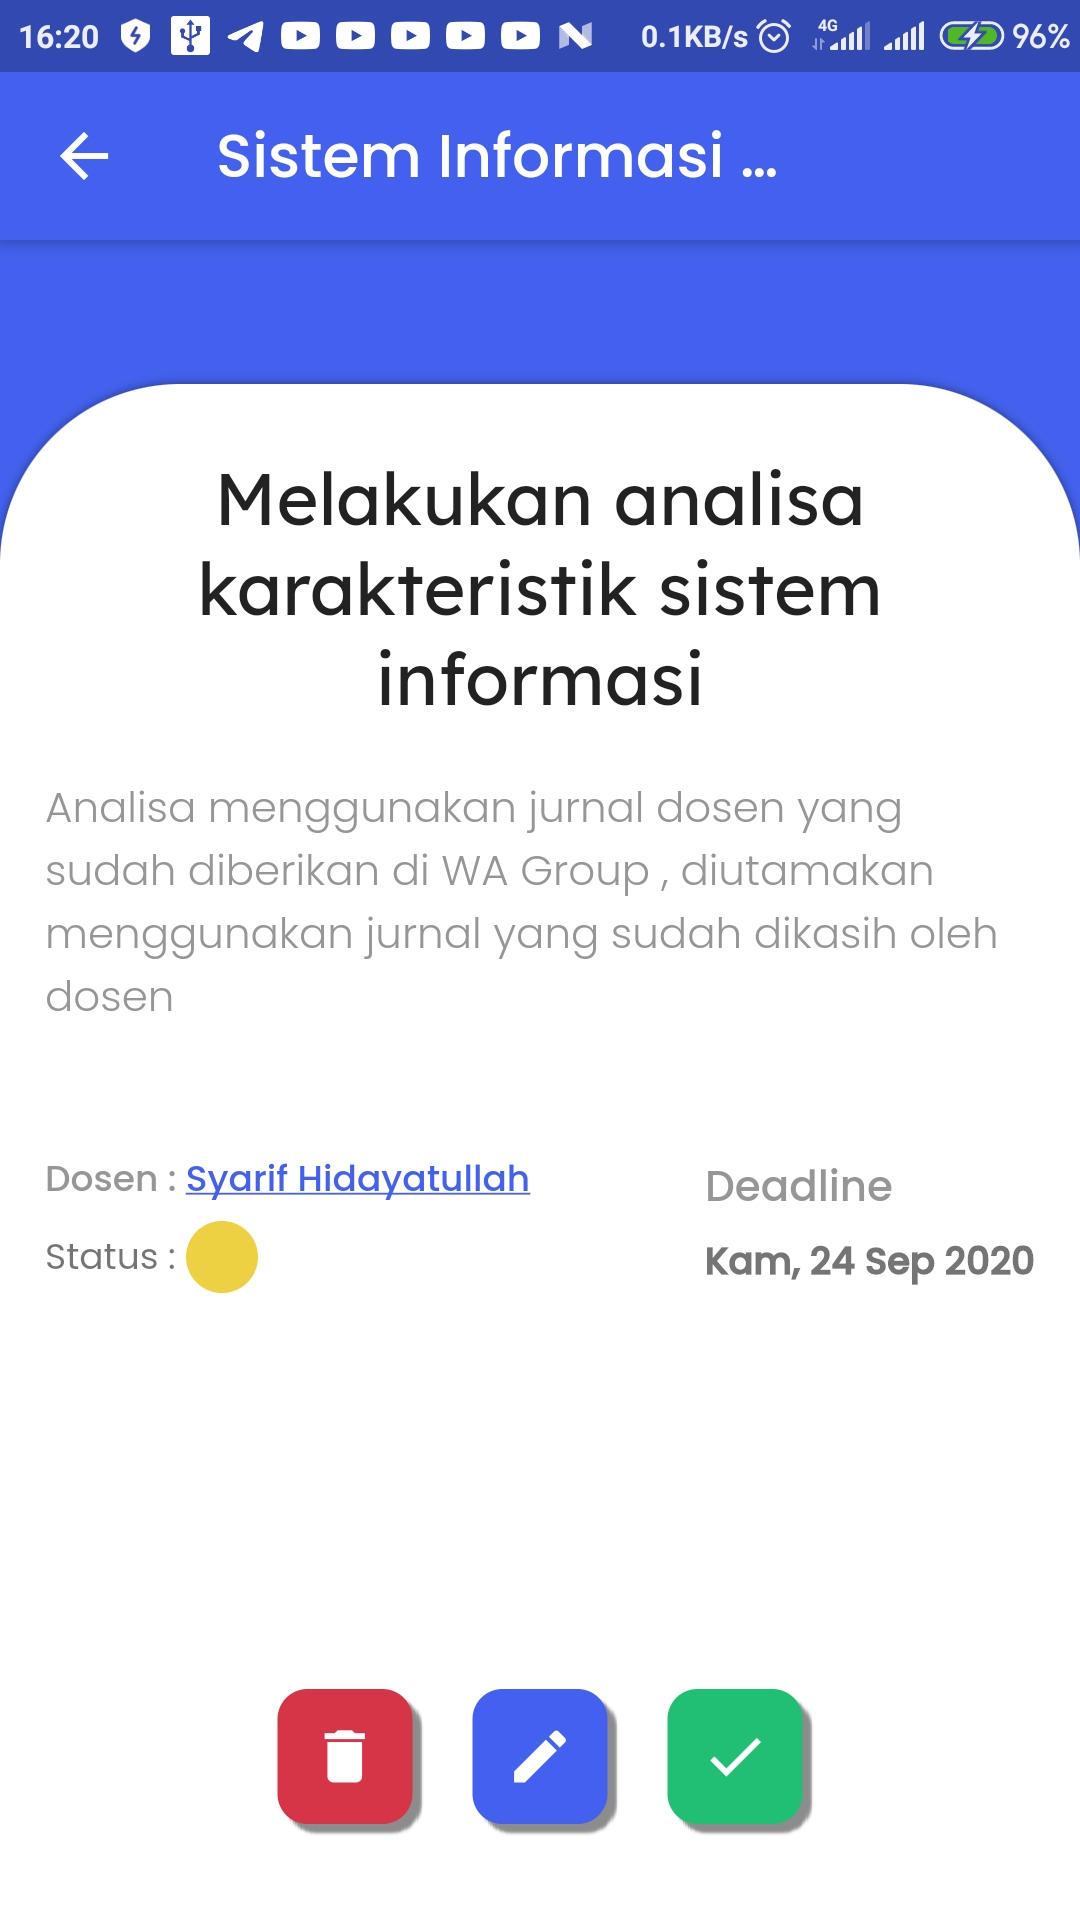 16:20 0.1KB/s 4G 96%
Sistem Informasi ...
Melakukan analisa
karakteristik sistem
informasi
Analisa menggunakan jurnal dosen yang
sudah diberikan di WA Group , diutamakan
menggunakan jurnal yang sudah dikasih oleh
dosen
Dosen : Syarif Hidayatullah
Status :
Deadline
Kam, 24 Sep 2020